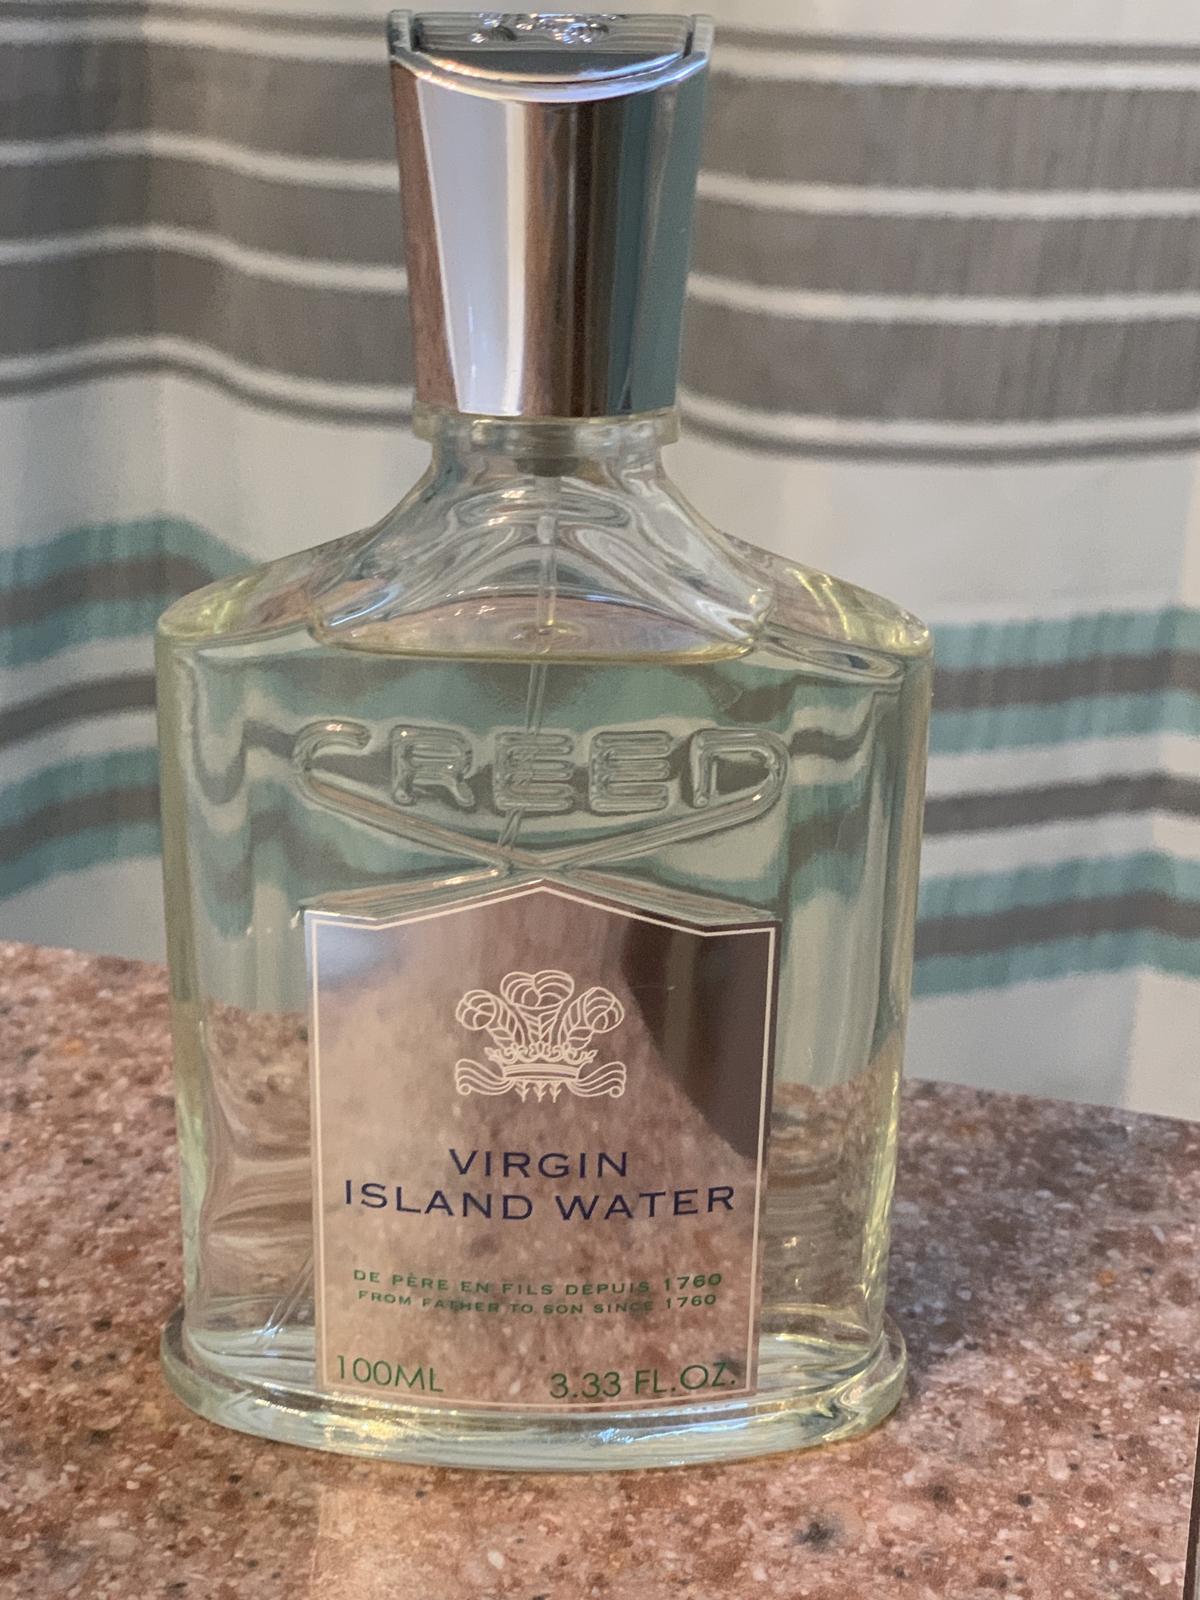 CREED
VIRGIN
ISLAND WATER
DE PÈRE EN FILS DEPUIS 1760
FROM FATHER TO SON SINCE 1760
100ML 3.33 FL.OZ.